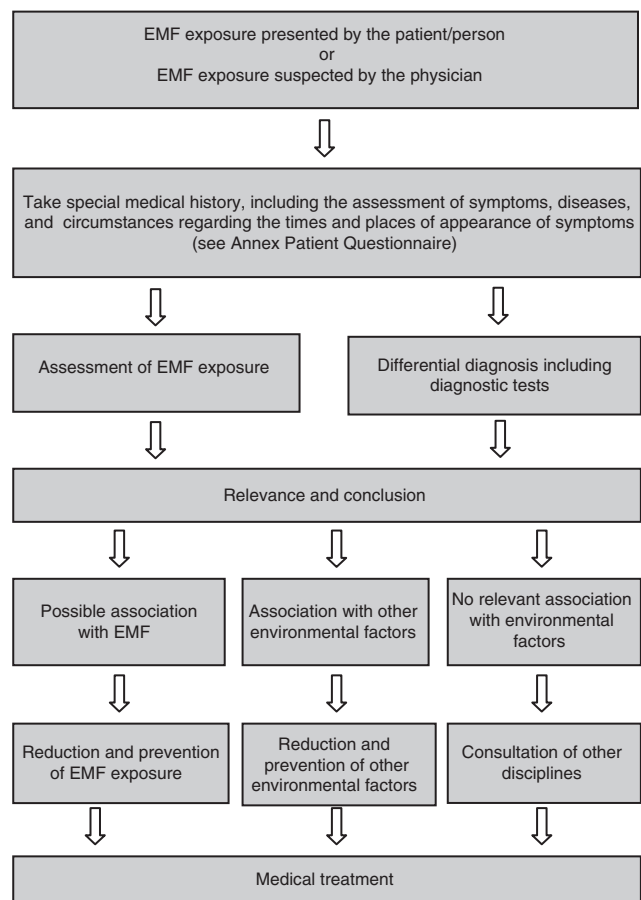 EMF exposure presented by the patient/person
or
EMF exposure suspected by the physician
Take special medical history, including the assessment of symptoms, diseases,
and circumstances regarding the times and places of appearance of symptoms
(see Annex Patient Questionnaire)
Assessment of EMF exposure
Differential diagnosis including
diagnostic tests
Relevance and conclusion
Possible association
with EMF
Association with other
environmental factors
No relevant association
with environmental
factors
Reduction and prevention
of EMF exposure
Reduction and
prevention of other
environmental factors
Consultation of other
disciplines
Medical treatment